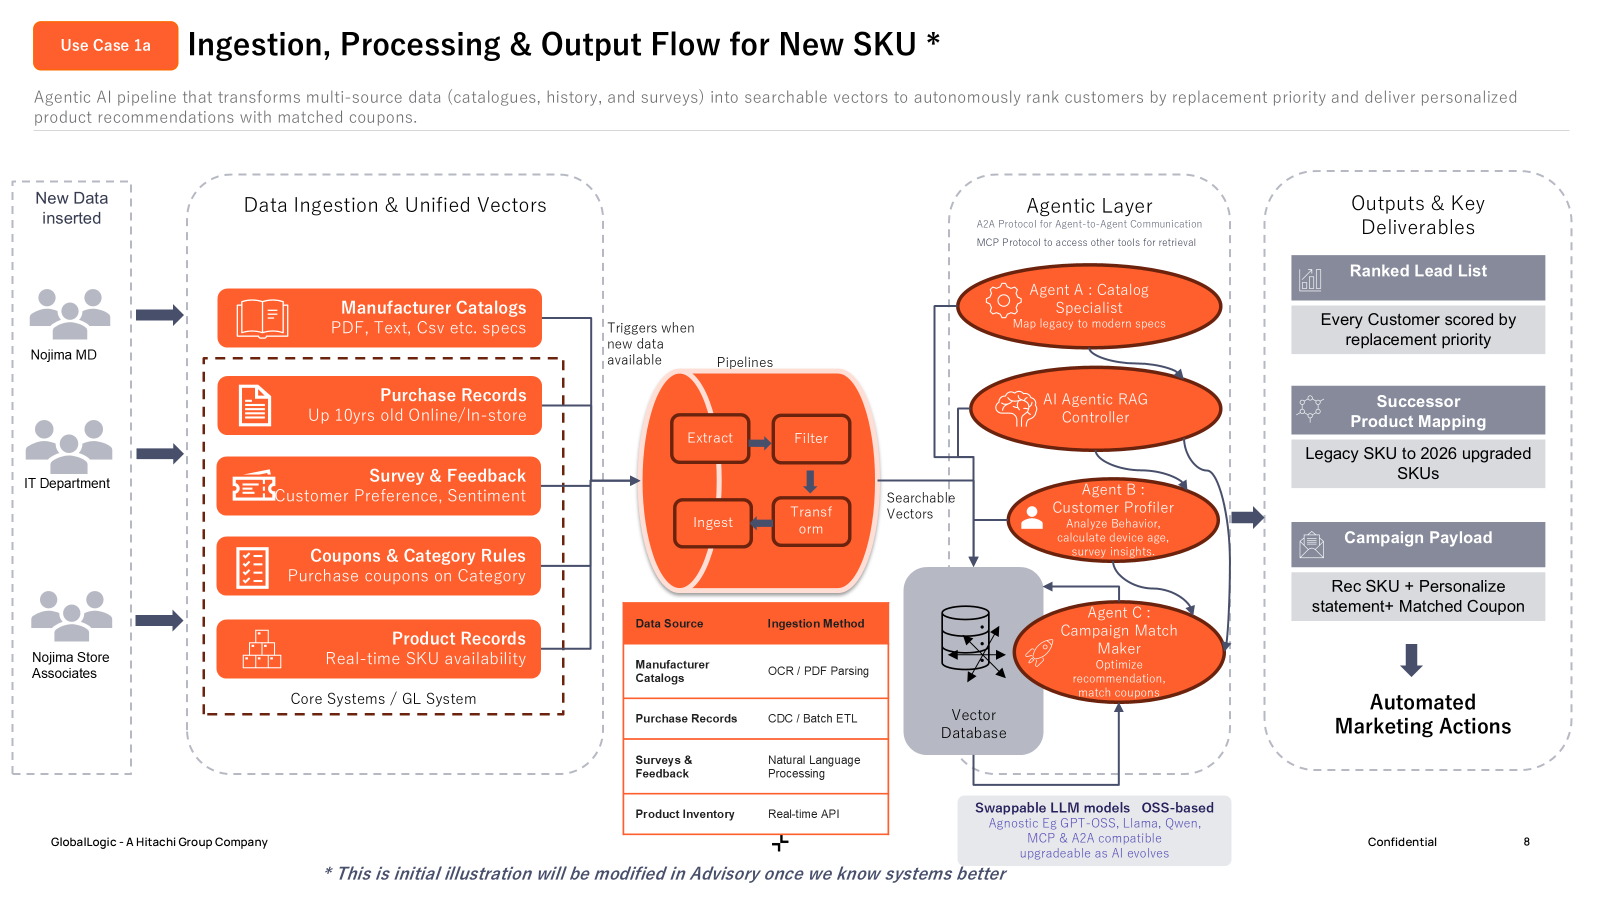 Use Case 1a
Ingestion, Processing & Output Flow for New SKU *
Agentic AI pipeline that transforms multi-source data (catalogues, history, and surveys) into searchable vectors to autonomously rank customers by replacement priority and deliver personalized
product recommendations with matched coupons.
New Data
inserted
Nojima MD
IT Department
Nojima Store
Associates
Data Ingestion & Unified Vectors
Manufacturer Catalogs
PDF, Text, Csv etc. specs
Purchase Records
Up 10yrs old Online/In-store
Survey & Feedback
Customer Preference, Sentiment
Coupons & Category Rules
Purchase coupons on Category
Product Records
Real-time SKU availability
Core Systems / GL System
Triggers when
new data
available
Pipelines
Extract
Filter
Transf
orm
Ingest
Data Source Ingestion Method
Manufacturer
Catalogs
OCR / PDF Parsing
Purchase Records CDC / Batch ETL
Surveys &
Feedback
Natural Language
Processing
Product Inventory Real-time API
Searchable
Vectors
Vector
Database
Agentic Layer
A2A Protocol for Agent-to-Agent Communication
MCP Protocol to access other tools for retrieval
Agent A : Catalog
Specialist
Map legacy to modern specs
AI Agentic RAG
Controller
Agent B :
Customer Profiler
Analyze Behavior,
calculate device age,
survey insights.
Agent C :
Campaign Match
Maker
Optimize
recommendation,
match coupons
Swappable LLM models OSS-based
Agnostic Eg GPT-OSS, Llama, Qwen,
MCP & A2A compatible
upgradeable as AI evolves
Outputs & Key
Deliverables
Ranked Lead List
Every Customer scored by
replacement priority
Successor
Product Mapping
Legacy SKU to 2026 upgraded
SKUs
Campaign Payload
Rec SKU + Personalize
statement+ Matched Coupon
Automated
Marketing Actions
GlobalLogic - A Hitachi Group Company
Confidential
8
* This is initial illustration will be modified in Advisory once we know systems better